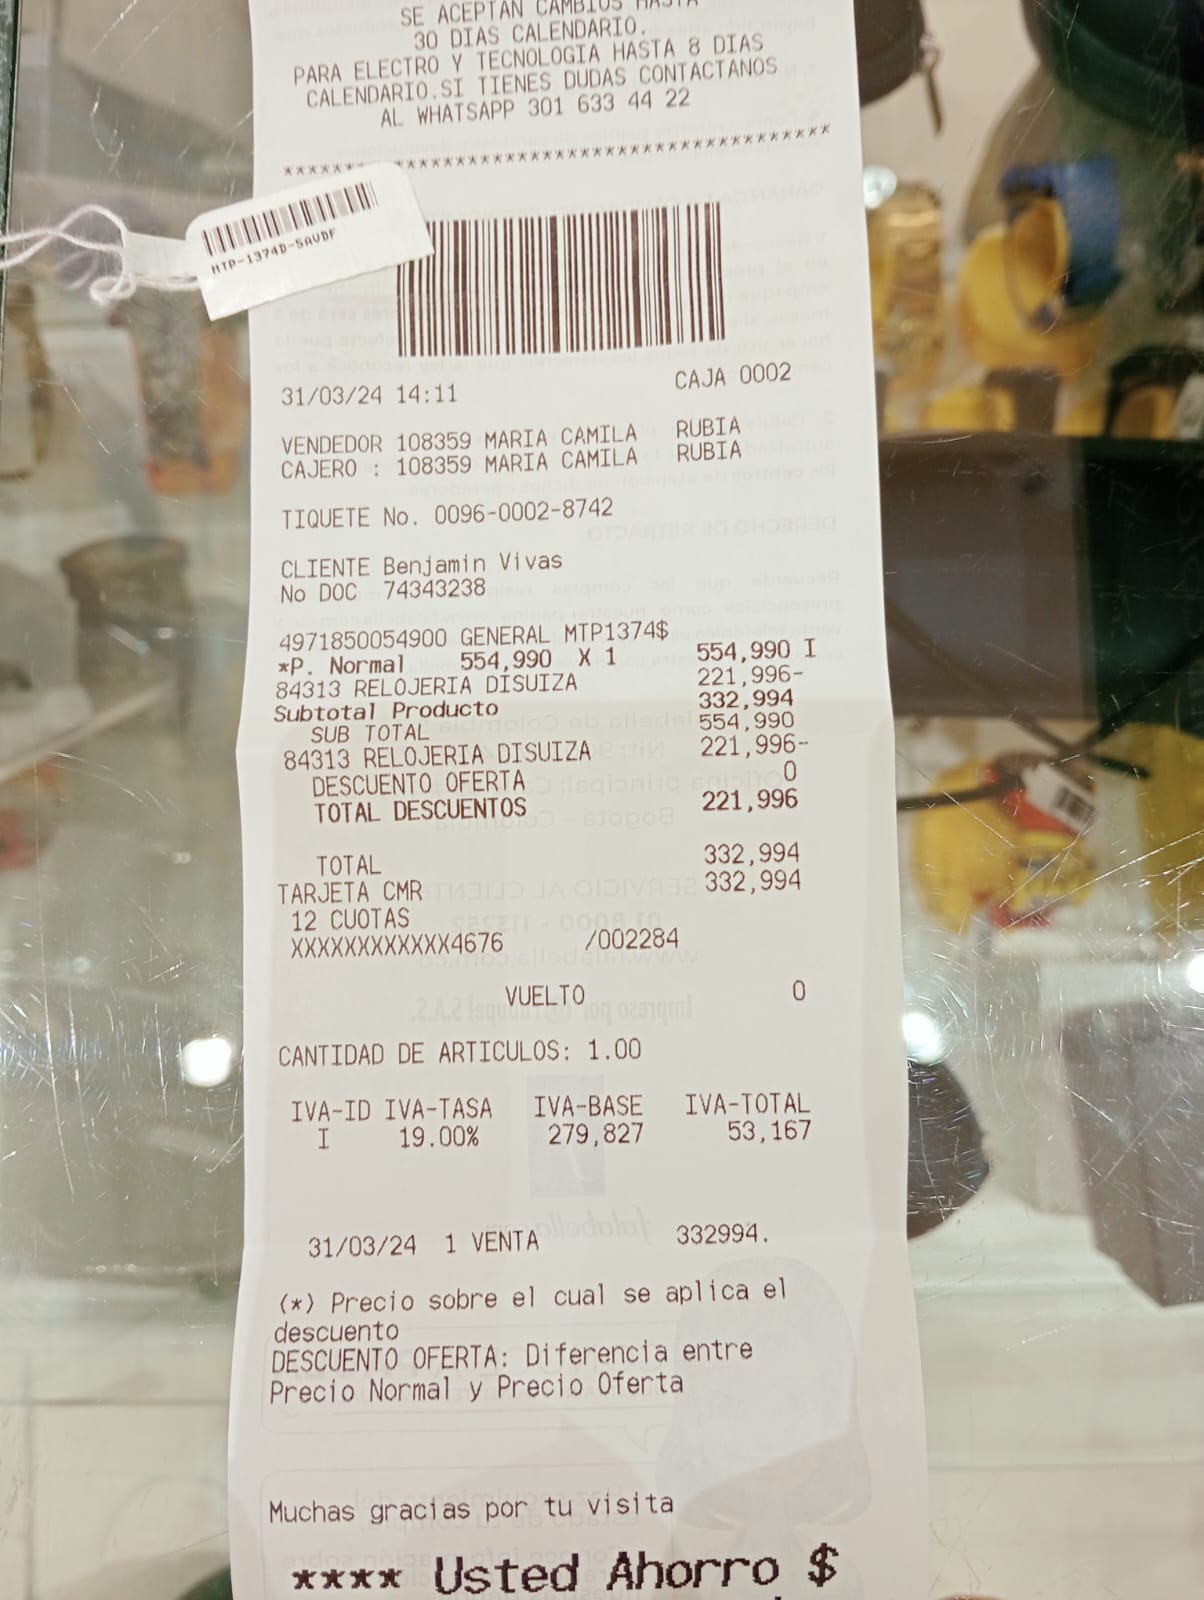 SE ACEPTAN CAMBIOS HASTA
30 DIAS CALENDARIO.
PARA ELECTRO Y TECNOLOGIA HASTA 8 DIAS
CALENDARIO.SI TIENES DUDAS CONTACTANOS
AL WHATSAPP 301 633 44 22
MTP-1374D-5AVDF
31/03/24 14:11 CAJA 0002
VENDEDOR 108359 MARIA CAMILA RUBIA
CAJERO : 108359 MARIA CAMILA RUBIA
TIQUETE No. 0096-0002-8742
CLIENTE Benjamin Vivas
No DOC 74343238
4971850054900 GENERAL MTP1374$
*P. Normal 554,990 X 1 554,990 I
84313 RELOJERIA DISUIZA 221,996-
Subtotal Producto 332,994
SUB TOTAL 554,990
84313 RELOJERIA DISUIZA 221,996-
DESCUENTO OFERTA 0
TOTAL DESCUENTOS 221,996
TOTAL 332,994
TARJETA CMR 332,994
12 CUOTAS
XXXXXXXXXXXX4676 /002284
VUELTO 0
CANTIDAD DE ARTICULOS: 1.00
IVA-ID IVA-TASA IVA-BASE IVA-TOTAL
I 19.00% 279,827 53,167
31/03/24 1 VENTA 332994.
(*) Precio sobre el cual se aplica el
descuento
DESCUENTO OFERTA: Diferencia entre
Precio Normal y Precio Oferta
Muchas gracias por tu visita
**** Usted Ahorro $